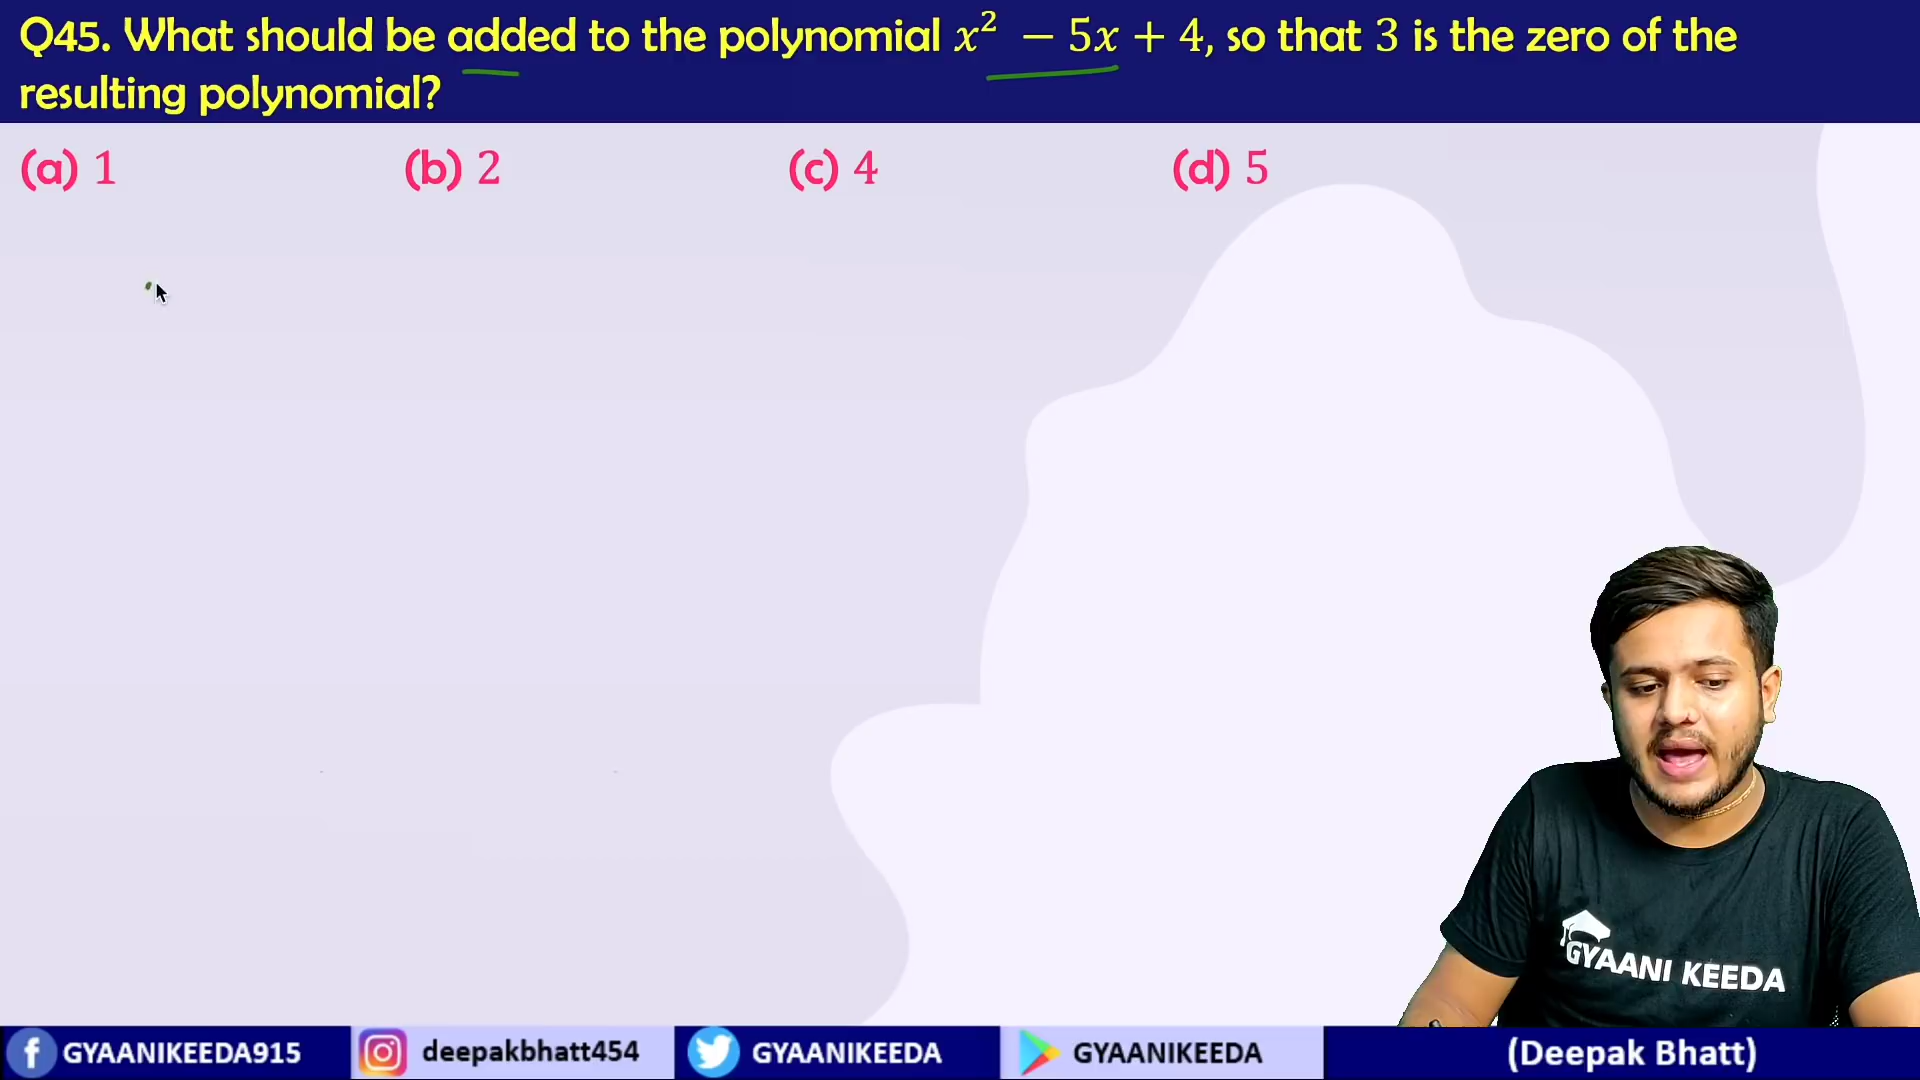 Q45. What should be added to the polynomial x² − 5x + 4, so that 3 is the zero of the
resulting polynomial?
(a) 1 (b) 2 (c) 4 (d) 5
GYAANI KEEDA
GYAANIKEEDA915 deepakbhatt454 GYAANIKEEDA GYAANIKEEDA (Deepak Bhatt)